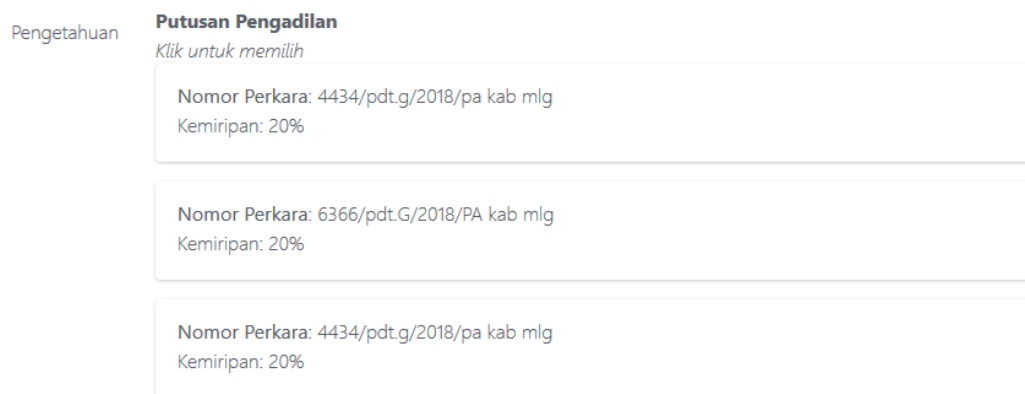 Pengetahuan
Putusan Pengadilan
Klik untuk memilih
Nomor Perkara: 4434/pdt.g/2018/pa kab mlg
Kemiripan: 20%
Nomor Perkara: 6366/pdt.G/2018/PA kab mlg
Kemiripan: 20%
Nomor Perkara: 4434/pdt.g/2018/pa kab mlg
Kemiripan: 20%